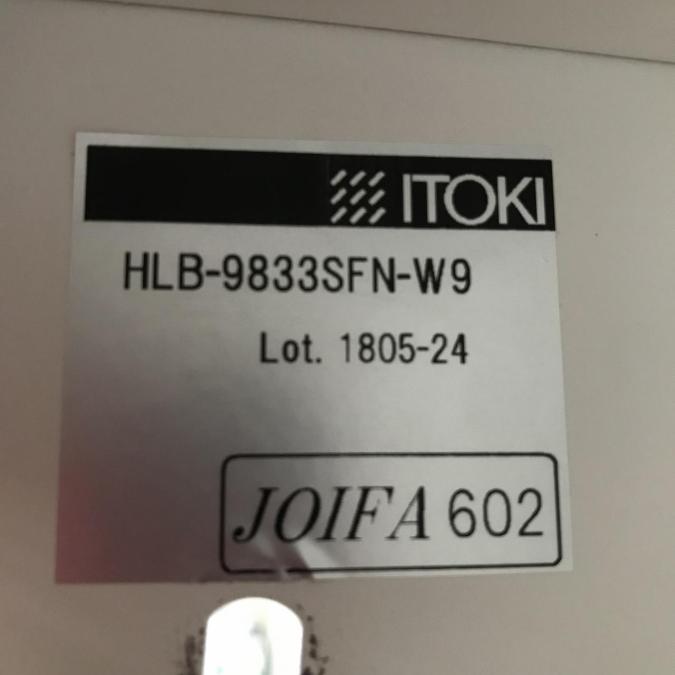 ITOKI
HLB-9833SFN-W9
Lot. 1805-24
JOIFA 602